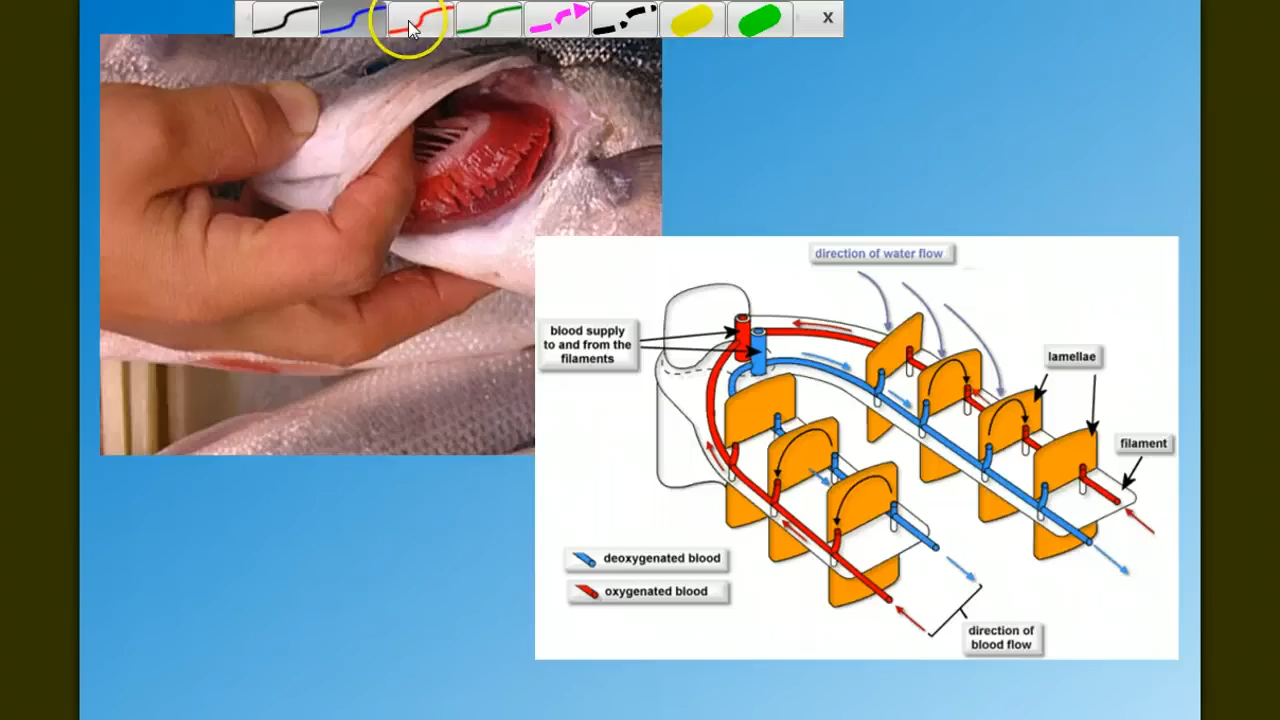 X
direction of water flow
blood supply
to and from the
filaments
lamellae
filament
deoxygenated blood
oxygenated blood
direction of
blood flow